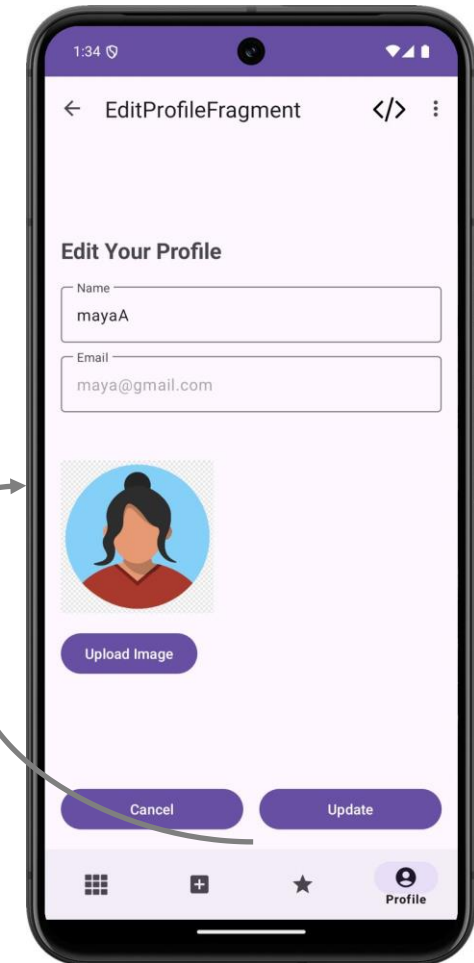 1:34
EditProfileFragment </>
Edit Your Profile
Name
mayaA
Email
maya@gmail.com
Upload Image
Cancel Update
Profile